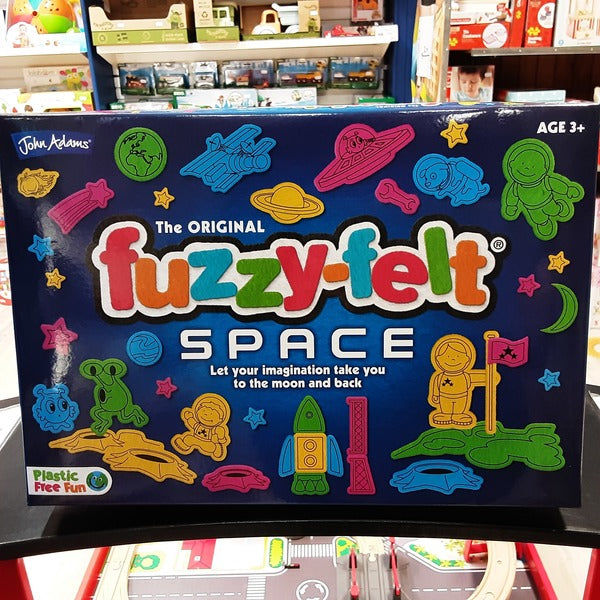 John Adams
AGE 3+
The ORIGINAL
fuzzy-felt®
SPACE
Let your imagination take you
to the moon and back
Plastic
Free Fun